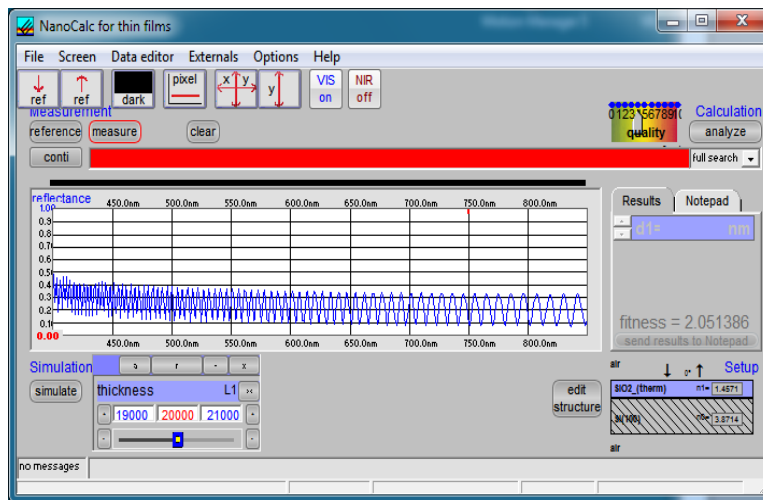 NanoCalc for thin films
File Screen Data editor Externals Options Help
ref ref dark pixel x y y VIS on NIR off
Measurement
reference measure clear
Calculation
quality analyze
conti full search
reflectance 450.0nm 500.0nm 550.0nm 600.0nm 650.0nm 700.0nm 750.0nm 800.0nm
1.00
0.9
0.8
0.7
0.6
0.5
0.4
0.3
0.2
0.1
0.00
450.0nm 500.0nm 550.0nm 600.0nm 650.0nm 700.0nm 750.0nm 800.0nm
Results Notepad
d1= nm
fitness = 2.051386
send results to Notepad
Simulation
simulate
a r - x
thickness L1
19000 20000 21000
edit structure
air 0° Setup
SIO2_(therm) n1= 1.4571
(100) 3.8714
air
no messages